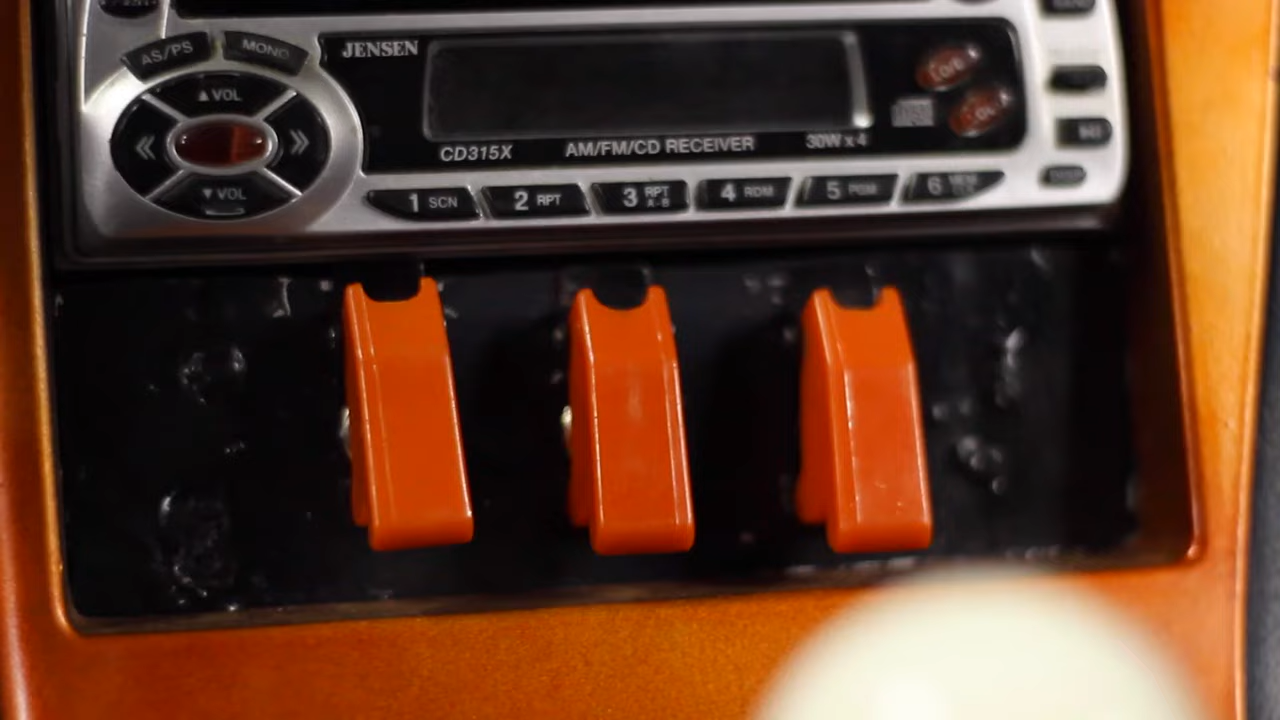 AS/PS
MONO
JENSEN
▲ VOL
▼ VOL
CD315X AM/FM/CD RECEIVER 30W x 4
1 SCN 2 RPT 3 RPT A-B 4 RDM 5 PGM 6